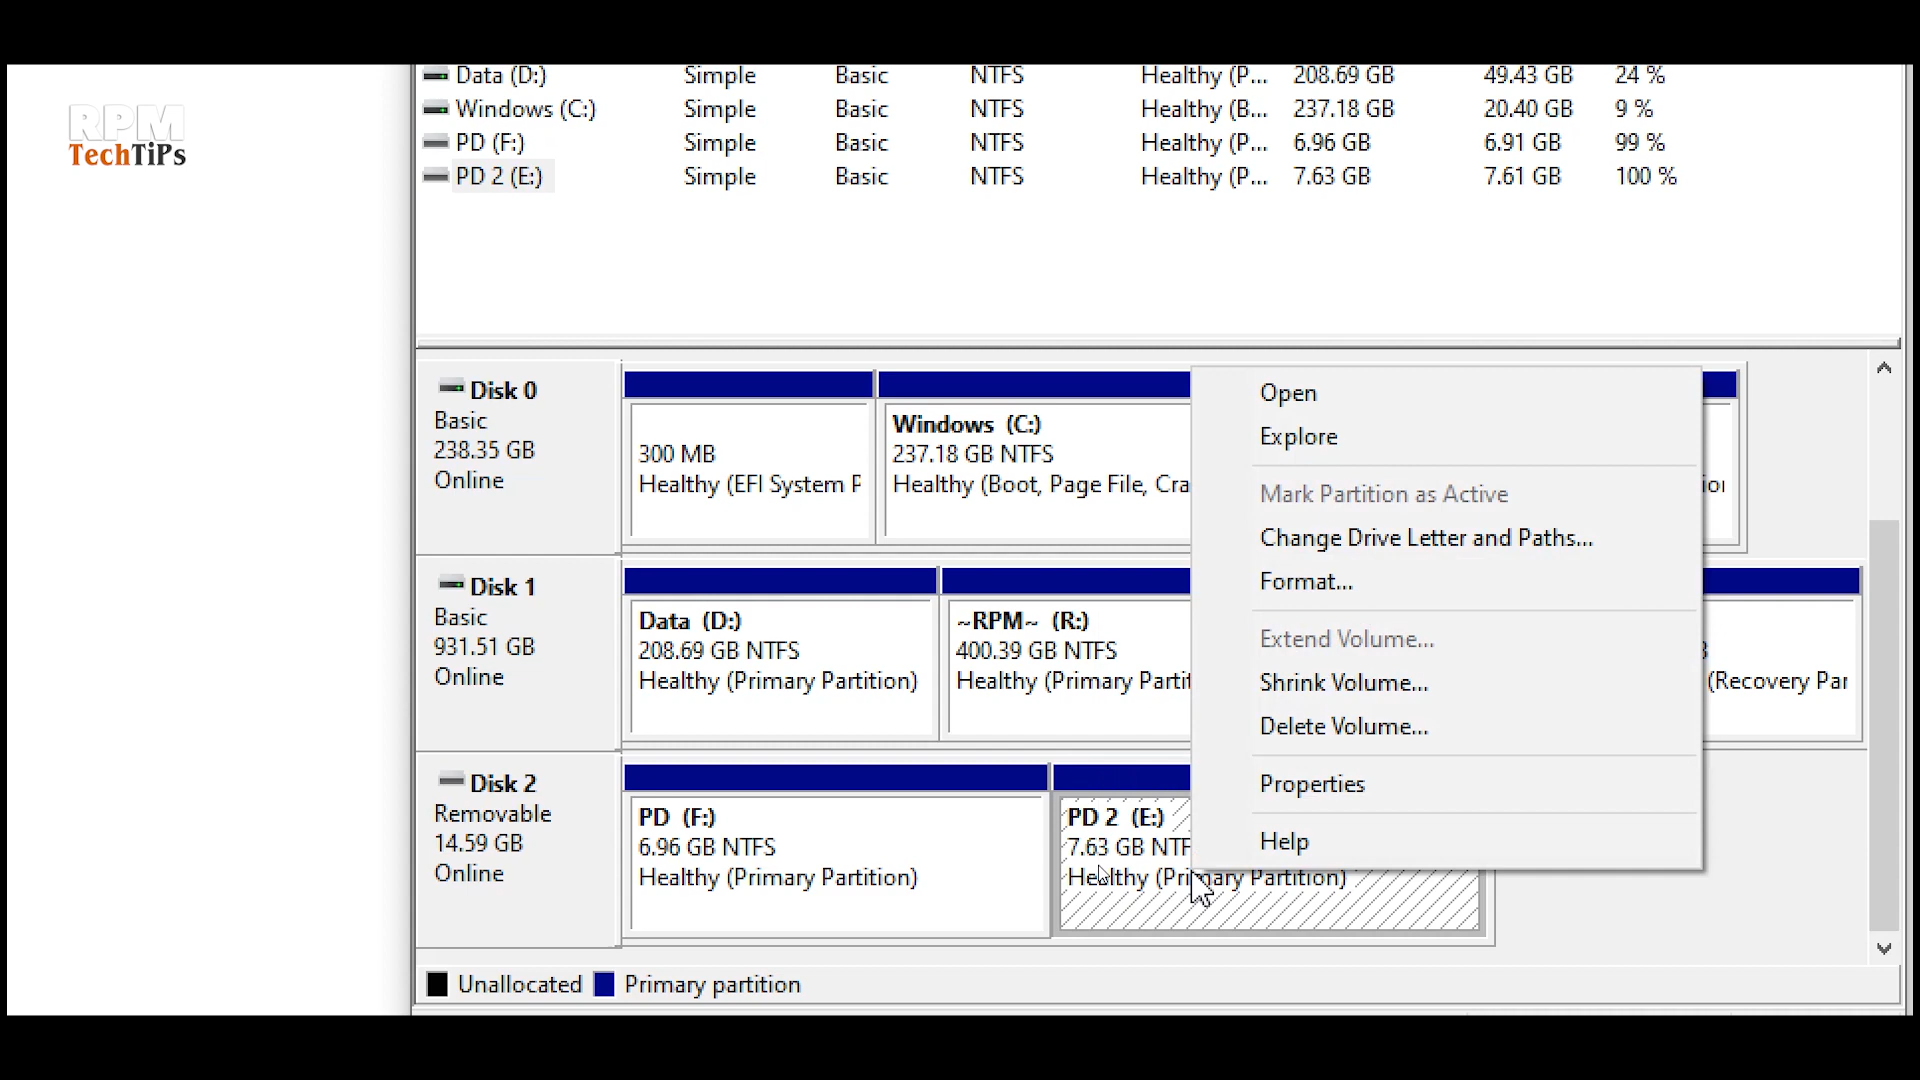 RPM
TechTiPs
Data (D:) Simple Basic NTFS Healthy (P... 208.69 GB 49.43 GB 24 %
Windows (C:) Simple Basic NTFS Healthy (B... 237.18 GB 20.40 GB 9 %
PD (F:) Simple Basic NTFS Healthy (P... 6.96 GB 6.91 GB 99 %
PD 2 (E:) Simple Basic NTFS Healthy (P... 7.63 GB 7.61 GB 100 %
Disk 0
Basic
238.35 GB
Online
300 MB
Healthy (EFI System P
Windows (C:)
237.18 GB NTFS
Healthy (Boot, Page File, Cra
Disk 1
Basic
931.51 GB
Online
Data (D:)
208.69 GB NTFS
Healthy (Primary Partition)
~RPM~ (R:)
400.39 GB NTFS
Healthy (Primary Partit
(Recovery Par
Disk 2
Removable
14.59 GB
Online
PD (F:)
6.96 GB NTFS
Healthy (Primary Partition)
PD 2 (E:)
7.63 GB NTF
Healthy (Primary Partition)
Open
Explore
Mark Partition as Active
Change Drive Letter and Paths...
Format...
Extend Volume...
Shrink Volume...
Delete Volume...
Properties
Help
Unallocated Primary partition